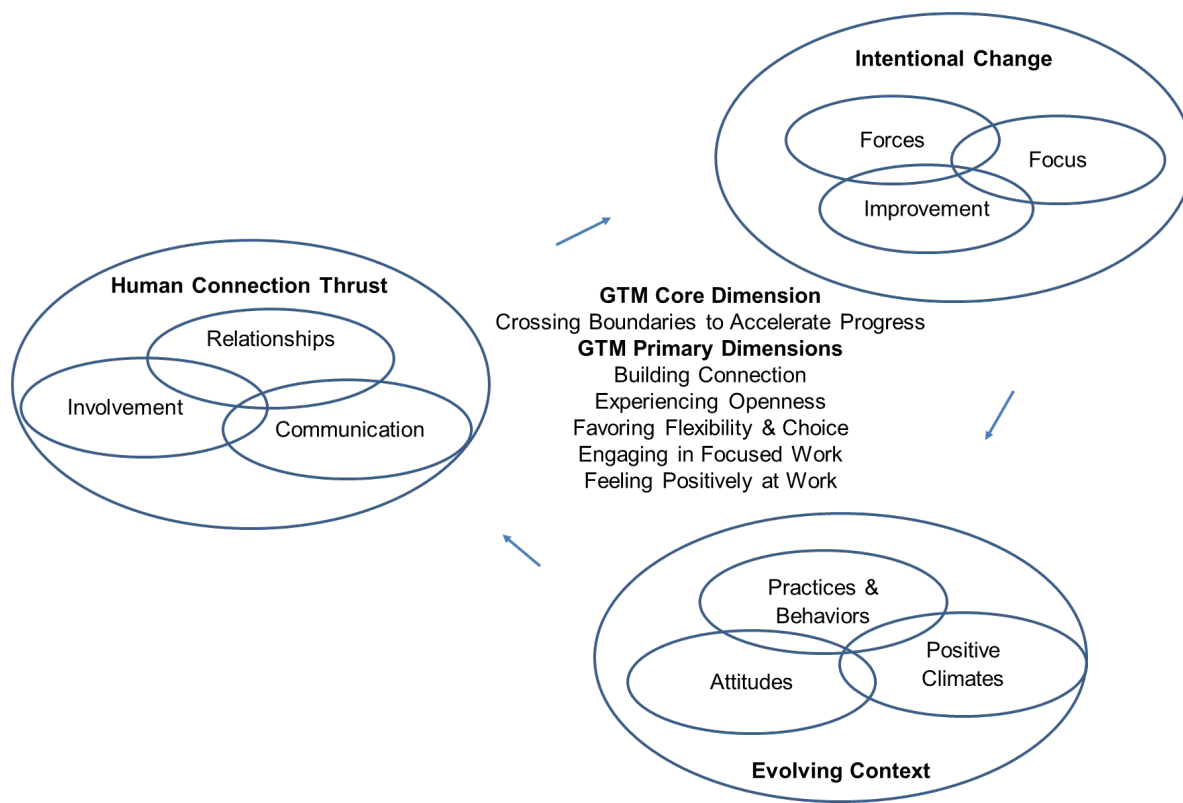 Intentional Change
Forces
Focus
Improvement
Human Connection Thrust
Relationships
Involvement
Communication
GTM Core Dimension
Crossing Boundaries to Accelerate Progress
GTM Primary Dimensions
Building Connection
Experiencing Openness
Favoring Flexibility & Choice
Engaging in Focused Work
Feeling Positively at Work
Practices &
Behaviors
Positive
Climates
Attitudes
Evolving Context